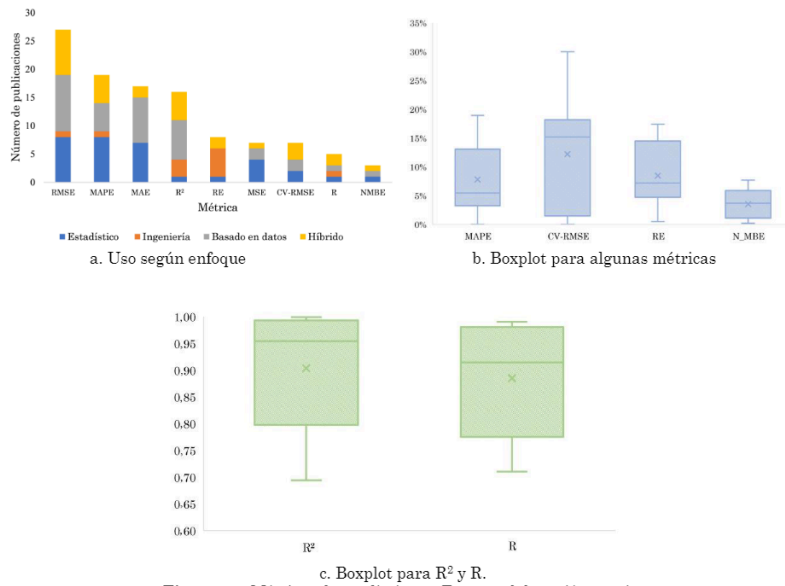 30
25
20
15
10
5
0
Número de publicaciones
RMSE MAPE MAE R² RE MSE CV-RMSE R NMBE
Métrica
Estadístico Ingeniería Basado en datos Híbrido
a. Uso según enfoque
35%
30%
25%
20%
15%
10%
5%
0%
MAPE CV-RMSE RE N_MBE
b. Boxplot para algunas métricas
1,00
0,95
0,90
0,85
0,80
0,75
0,70
0,65
0,60
R² R
c. Boxplot para R² y R.